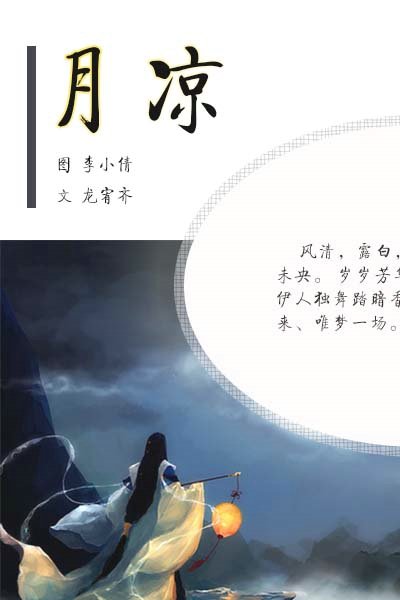 月凉
图 李小倩
文 龙宵齐
风清，露白，
未央。岁岁芳华
伊人独舞踏暗香
来、唯梦一场。